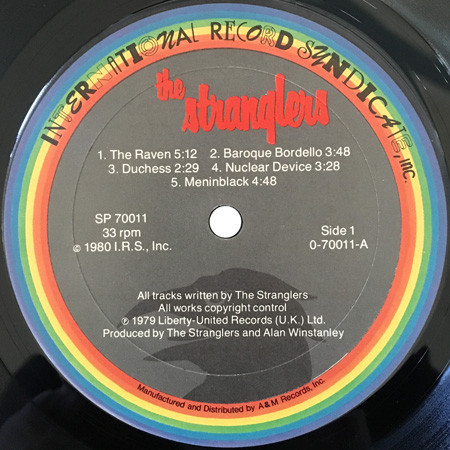 INTERNATIONAL RECORD SYNDICATE, INC.
the
stranglers
1. The Raven 5:12 2. Baroque Bordello 3:48
3. Duchess 2:29 4. Nuclear Device 3:28
5. Meninblack 4:48
SP 70011
33 rpm
© 1980 I.R.S., Inc.
Side 1
0-70011-A
All tracks written by The Stranglers
All works copyright control
℗ 1979 Liberty-United Records (U.K.) Ltd.
Produced by The Stranglers and Alan Winstanley
Manufactured and Distributed by A & M Records, Inc.